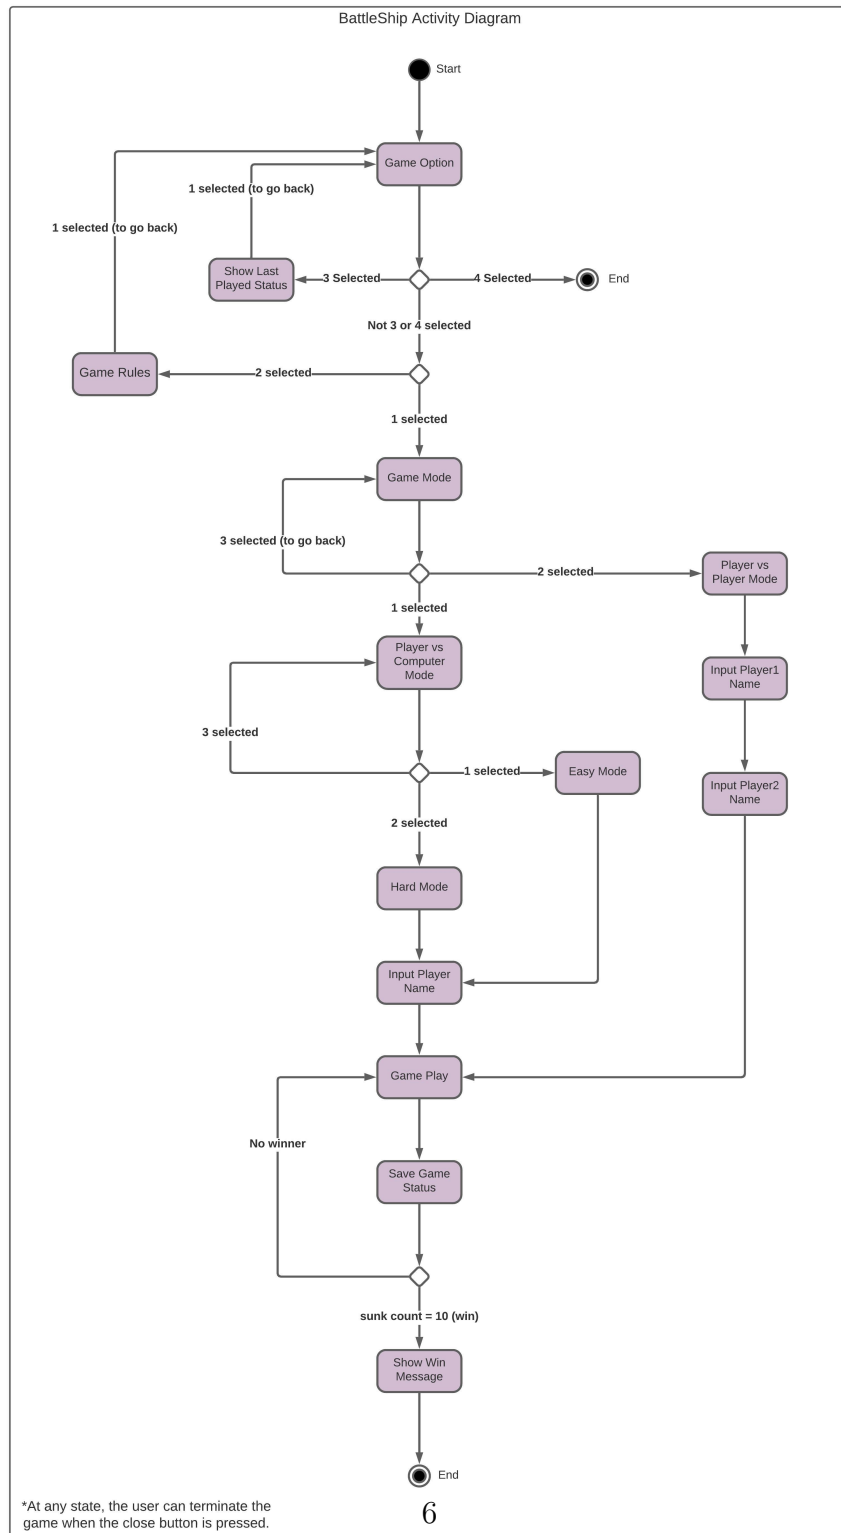 BattleShip Activity Diagram
Start
Game Option
1 selected (to go back)
1 selected (to go back)
Show Last
Played Status
3 Selected
4 Selected
End
Not 3 or 4 selected
Game Rules
2 selected
1 selected
Game Mode
3 selected (to go back)
2 selected
Player vs
Player Mode
1 selected
Player vs
Computer
Mode
Input Player1
Name
3 selected
1 selected
Easy Mode
Input Player2
Name
2 selected
Hard Mode
Input Player
Name
Game Play
No winner
Save Game
Status
sunk count = 10 (win)
Show Win
Message
End
*At any state, the user can terminate the
game when the close button is pressed.
6